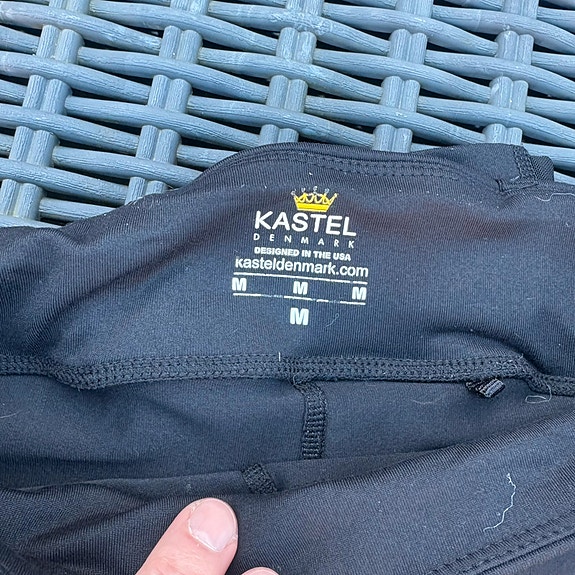 KASTEL
DENMARK
DESIGNED IN THE USA
kasteldenmark.com
M M M
M